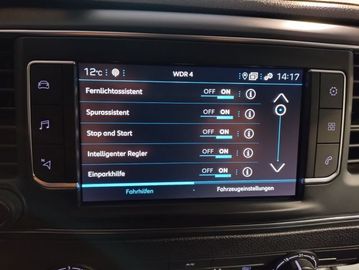 12°C WDR 4 14:17
Fernlichtassistent OFF ON
Spurassistent OFF ON
Stop and Start OFF ON
Intelligenter Regler OFF ON
Einparkhilfe OFF ON
Fahrhilfen Fahrzeugeinstellungen